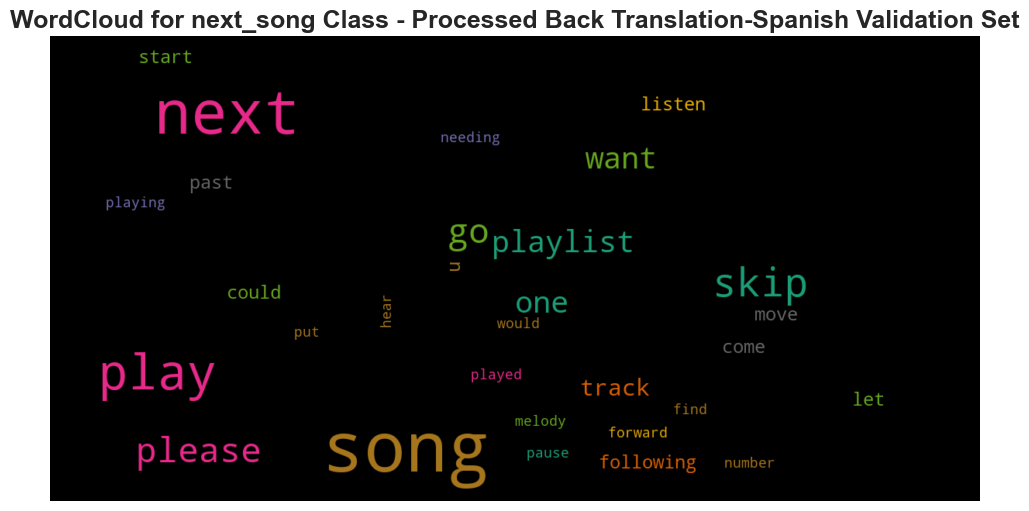 WordCloud for next_song Class - Processed Back Translation-Spanish Validation Set
start
next
listen
needing
want
past
playing
go
playlist
u
skip
could
hear
one
move
put
would
come
play
played
track
let
find
melody
forward
please
song
pause
following
number